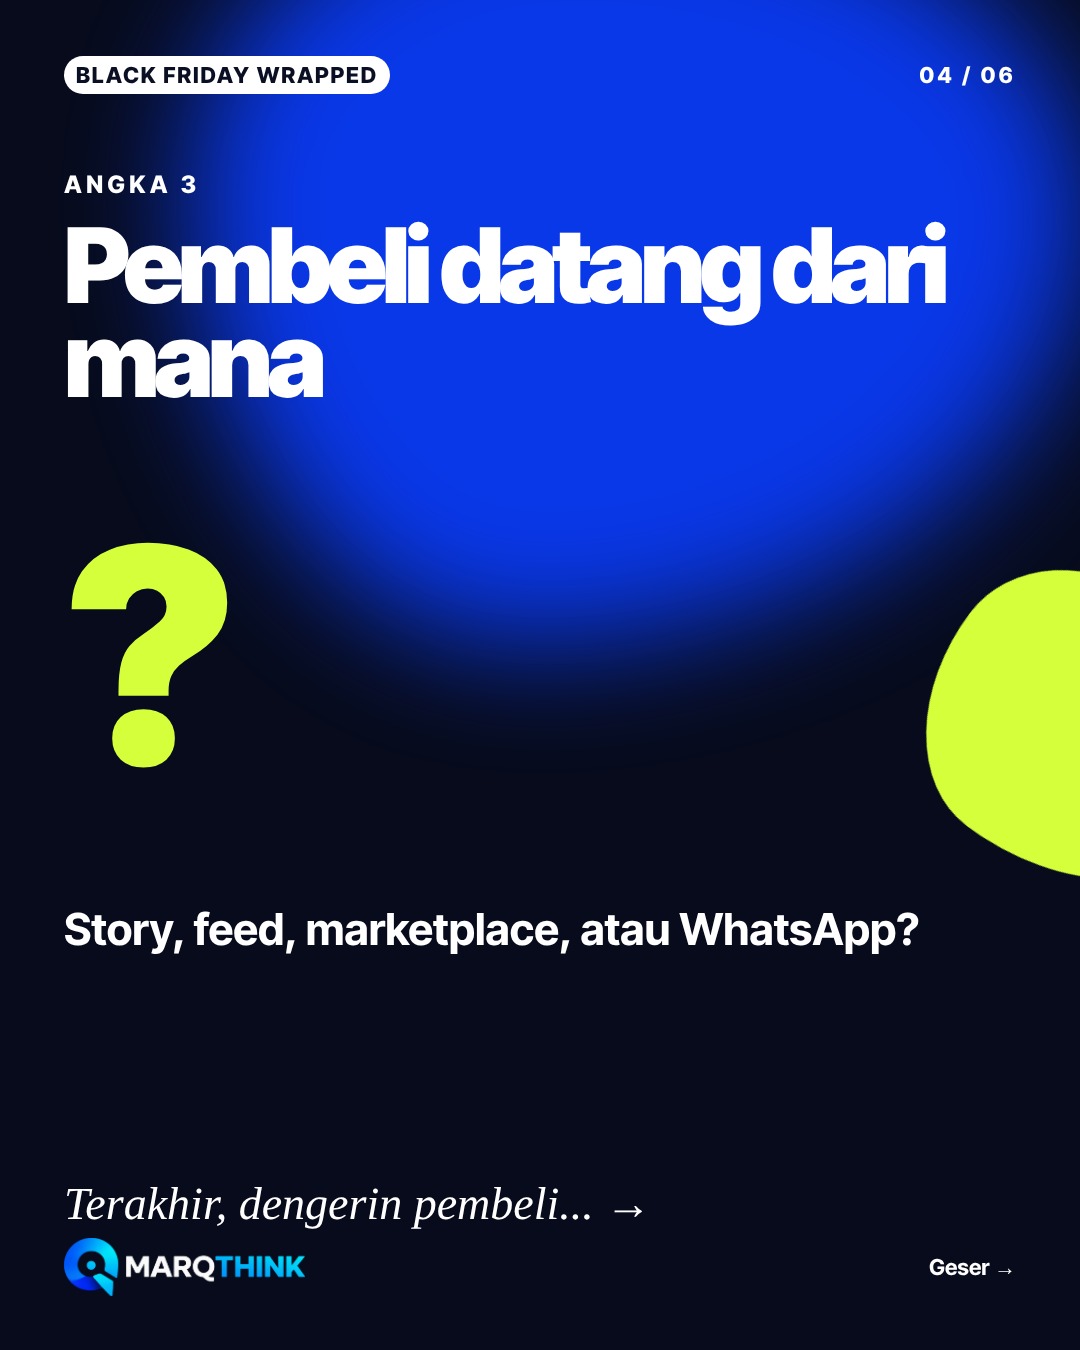 BLACK FRIDAY WRAPPED
04 / 06
ANGKA 3
Pembeli datang dari
mana
?
Story, feed, marketplace, atau WhatsApp?
Terakhir, dengerin pembeli... →
MARQTHINK
Geser →